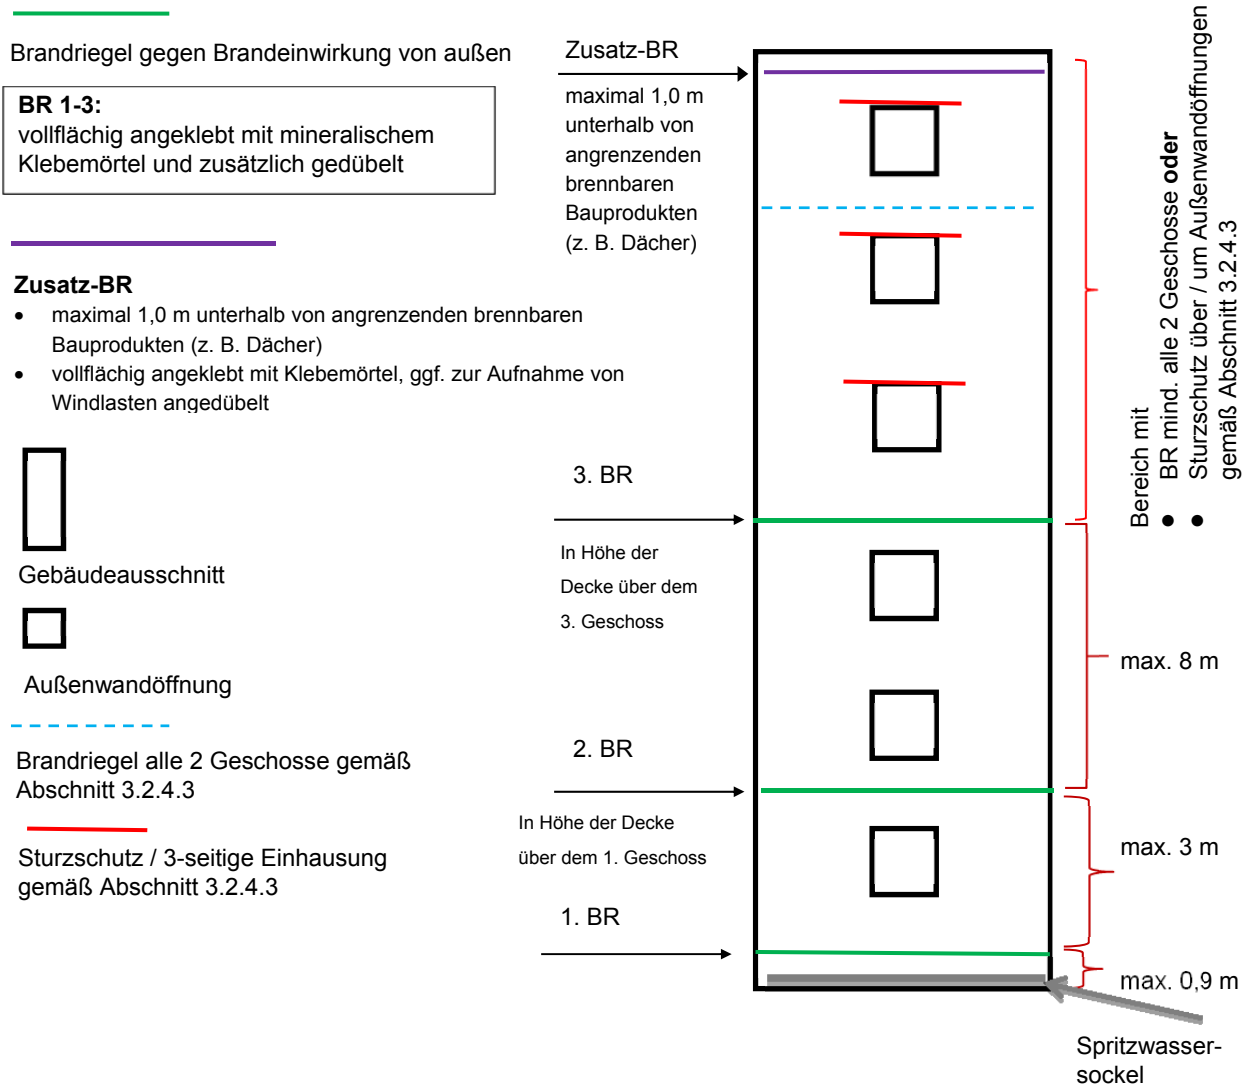 Brandriegel gegen Brandeinwirkung von außen
BR 1-3:
vollflächig angeklebt mit mineralischem
Klebemörtel und zusätzlich gedübelt
Zusatz-BR
• maximal 1,0 m unterhalb von angrenzenden brennbaren
Bauprodukten (z. B. Dächer)
• vollflächig angeklebt mit Klebemörtel, ggf. zur Aufnahme von
Windlasten angedübelt
Gebäudeausschnitt
Außenwandöffnung
Brandriegel alle 2 Geschosse gemäß
Abschnitt 3.2.4.3
Sturzschutz / 3-seitige Einhausung
gemäß Abschnitt 3.2.4.3
Zusatz-BR
maximal 1,0 m
unterhalb von
angrenzenden
brennbaren
Bauprodukten
(z. B. Dächer)
3. BR
In Höhe der
Decke über dem
3. Geschoss
2. BR
In Höhe der Decke
über dem 1. Geschoss
1. BR
Bereich mit
• BR mind. alle 2 Geschosse oder
• Sturzschutz über / um Außenwandöffnungen
gemäß Abschnitt 3.2.4.3
max. 8 m
max. 3 m
max. 0,9 m
Spritzwasser-
sockel